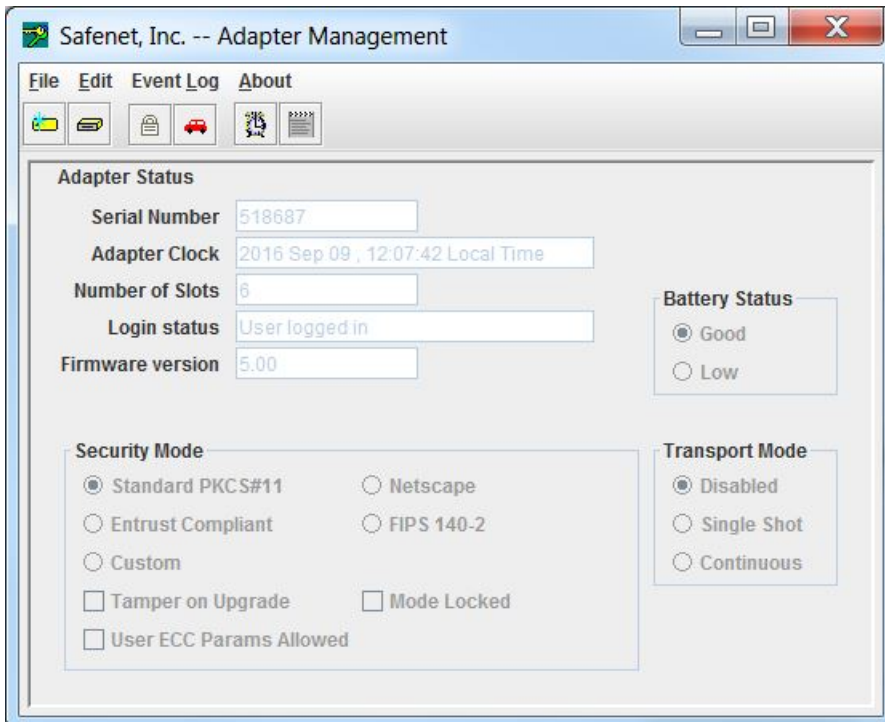 Safenet, Inc. -- Adapter Management
File Edit Event Log About
Adapter Status
Serial Number 518687
Adapter Clock 2016 Sep 09 , 12:07:42 Local Time
Number of Slots 6
Login status User logged in
Firmware version 5.00
Battery Status
Good
Low
Security Mode
Standard PKCS#11 Netscape
Entrust Compliant FIPS 140-2
Custom
Tamper on Upgrade Mode Locked
User ECC Params Allowed
Transport Mode
Disabled
Single Shot
Continuous